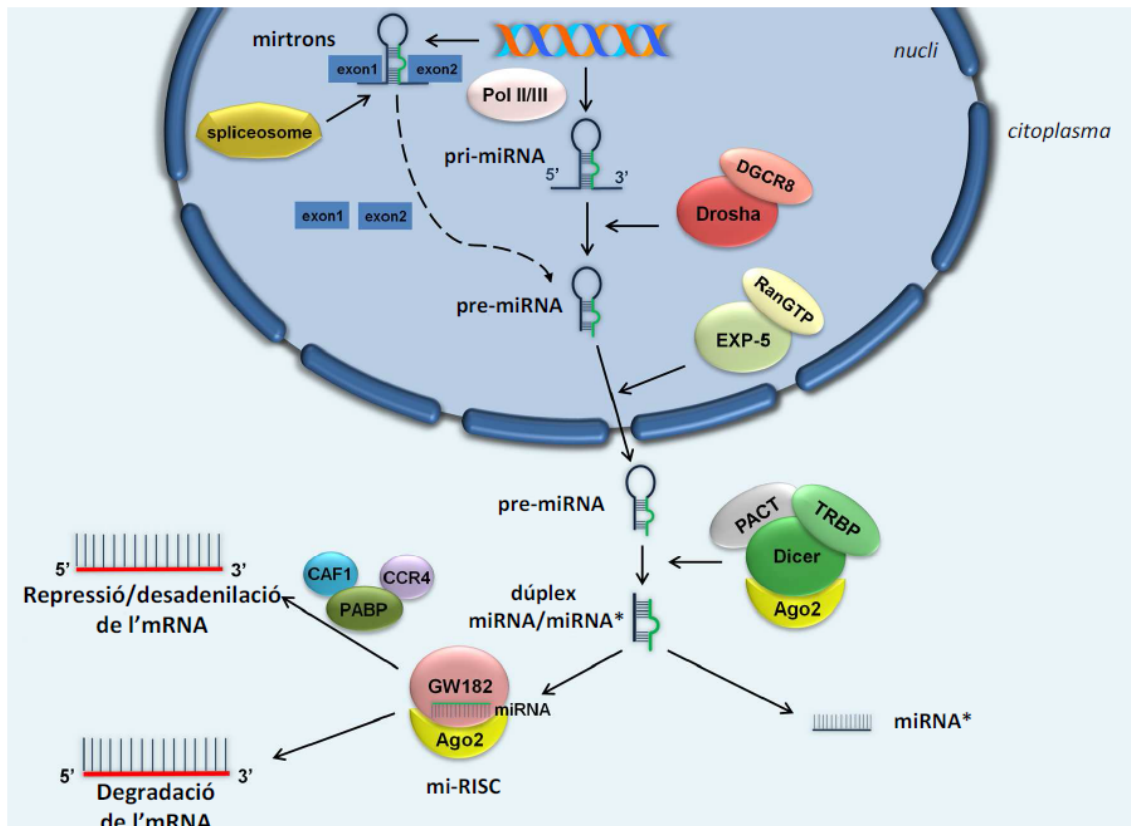 mirtrons
nucli
exon1
exon2
Pol II/III
citoplasma
spliceosome
pri-miRNA
5’
3’
DGCR8
Drosha
exon1
exon2
pre-miRNA
RanGTP
EXP-5
pre-miRNA
PACT
TRBP
Dicer
Ago2
5’
3’
CAF1
CCR4
PABP
Repressió/desadenilació
de l’mRNA
dúplex
miRNA/miRNA*
GW182
miRNA
Ago2
mi-RISC
miRNA*
5’
3’
Degradació
de l’mRNA